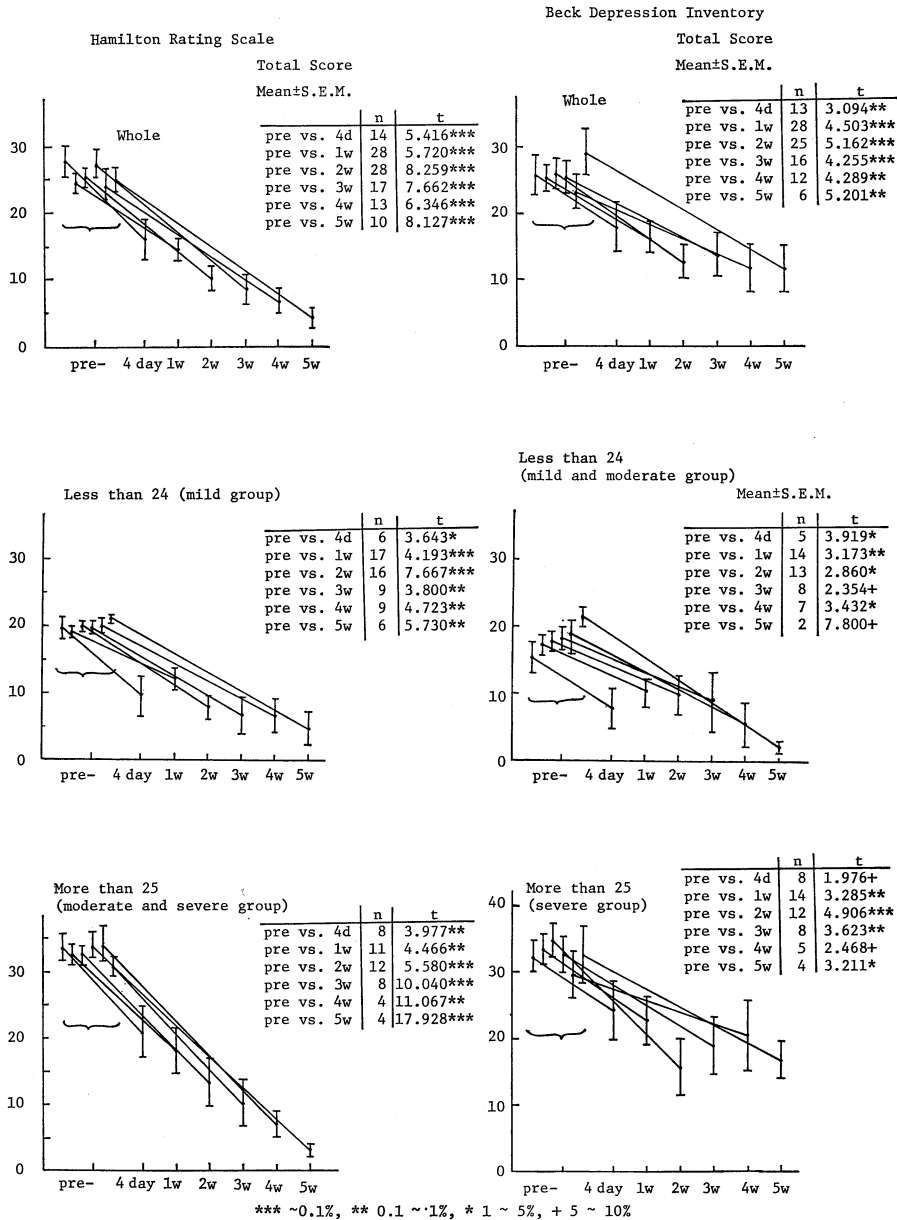 Hamilton Rating Scale
Total Score
Mean±S.E.M.
Whole
n t
pre vs. 4d 14 5.416***
pre vs. 1w 28 5.720***
pre vs. 2w 28 8.259***
pre vs. 3w 17 7.662***
pre vs. 4w 13 6.346***
pre vs. 5w 10 8.127***
30
20
10
0
pre- 4 day 1w 2w 3w 4w 5w
Beck Depression Inventory
Total Score
Mean±S.E.M.
Whole
n t
pre vs. 4d 13 3.094**
pre vs. 1w 28 4.503***
pre vs. 2w 25 5.162***
pre vs. 3w 16 4.255***
pre vs. 4w 12 4.289**
pre vs. 5w 6 5.201**
30
20
10
0
pre- 4 day 1w 2w 3w 4w 5w
Less than 24 (mild group)
n t
pre vs. 4d 6 3.643*
pre vs. 1w 17 4.193***
pre vs. 2w 16 7.667***
pre vs. 3w 9 3.800**
pre vs. 4w 9 4.723**
pre vs. 5w 6 5.730**
30
20
10
0
pre- 4 day 1w 2w 3w 4w 5w
Less than 24
(mild and moderate group)
Mean±S.E.M.
n t
pre vs. 4d 5 3.919*
pre vs. 1w 14 3.173**
pre vs. 2w 13 2.860*
pre vs. 3w 8 2.354+
pre vs. 4w 7 3.432*
pre vs. 5w 2 7.800+
30
20
10
0
pre- 4 day 1w 2w 3w 4w 5w
More than 25
(moderate and severe group)
n t
pre vs. 4d 8 3.977**
pre vs. 1w 11 4.466**
pre vs. 2w 12 5.580***
pre vs. 3w 8 10.040***
pre vs. 4w 4 11.067**
pre vs. 5w 4 17.928***
30
20
10
0
pre- 4 day 1w 2w 3w 4w 5w
More than 25
(severe group)
n t
pre vs. 4d 8 1.976+
pre vs. 1w 14 3.285**
pre vs. 2w 12 4.906***
pre vs. 3w 8 3.623**
pre vs. 4w 5 2.468+
pre vs. 5w 4 3.211*
40
30
20
10
0
pre- 4 day 1w 2w 3w 4w 5w
*** ~0.1%, ** 0.1 ~ 1%, * 1 ~ 5%, + 5 ~ 10%